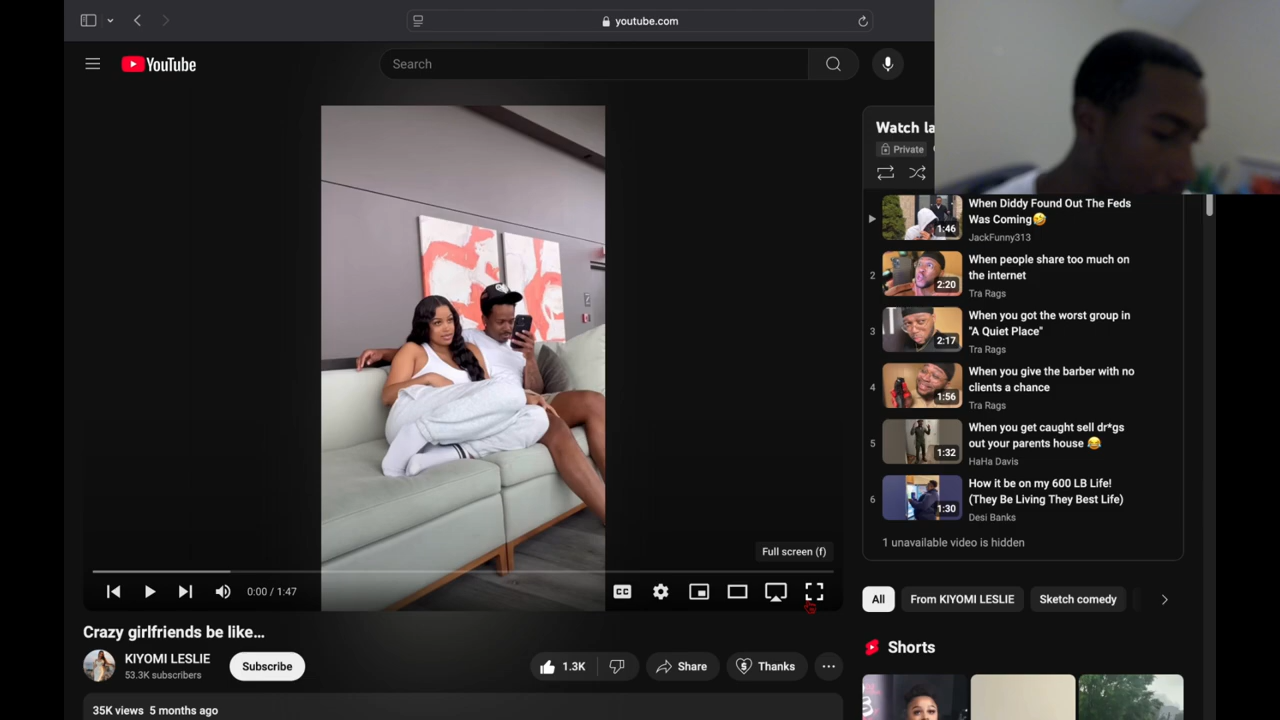 youtube.com
YouTube
Search
Watch la
Private
When Diddy Found Out The Feds
Was Coming🤣
JackFunny313
1:46
2
When people share too much on
the internet
Tra Rags
2:20
3
When you got the worst group in
"A Quiet Place"
Tra Rags
2:17
4
When you give the barber with no
clients a chance
Tra Rags
1:56
5
When you get caught sell dr*gs
out your parents house 😂
HaHa Davis
1:32
6
How it be on my 600 LB Life!
(They Be Living They Best Life)
Desi Banks
1:30
1 unavailable video is hidden
Full screen (f)
0:00 / 1:47
CC
All
From KIYOMI LESLIE
Sketch comedy
Crazy girlfriends be like...
KIYOMI LESLIE
53.3K subscribers
Subscribe
1.3K
Share
Thanks
Shorts
35K views 5 months ago